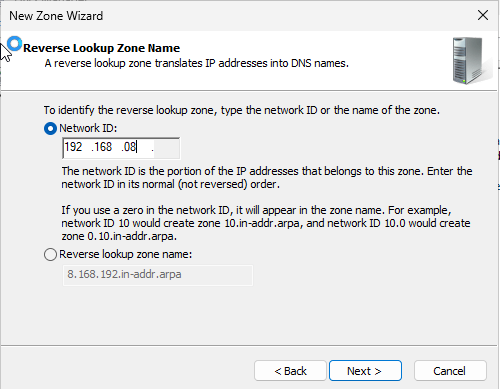 New Zone Wizard
Reverse Lookup Zone Name
A reverse lookup zone translates IP addresses into DNS names.
To identify the reverse lookup zone, type the network ID or the name of the zone.
Network ID:
192 .168 .08 .
The network ID is the portion of the IP addresses that belongs to this zone. Enter the
network ID in its normal (not reversed) order.
If you use a zero in the network ID, it will appear in the zone name. For example,
network ID 10 would create zone 10.in-addr.arpa, and network ID 10.0 would create
zone 0.10.in-addr.arpa.
Reverse lookup zone name:
8.168.192.in-addr.arpa
< Back
Next >
Cancel